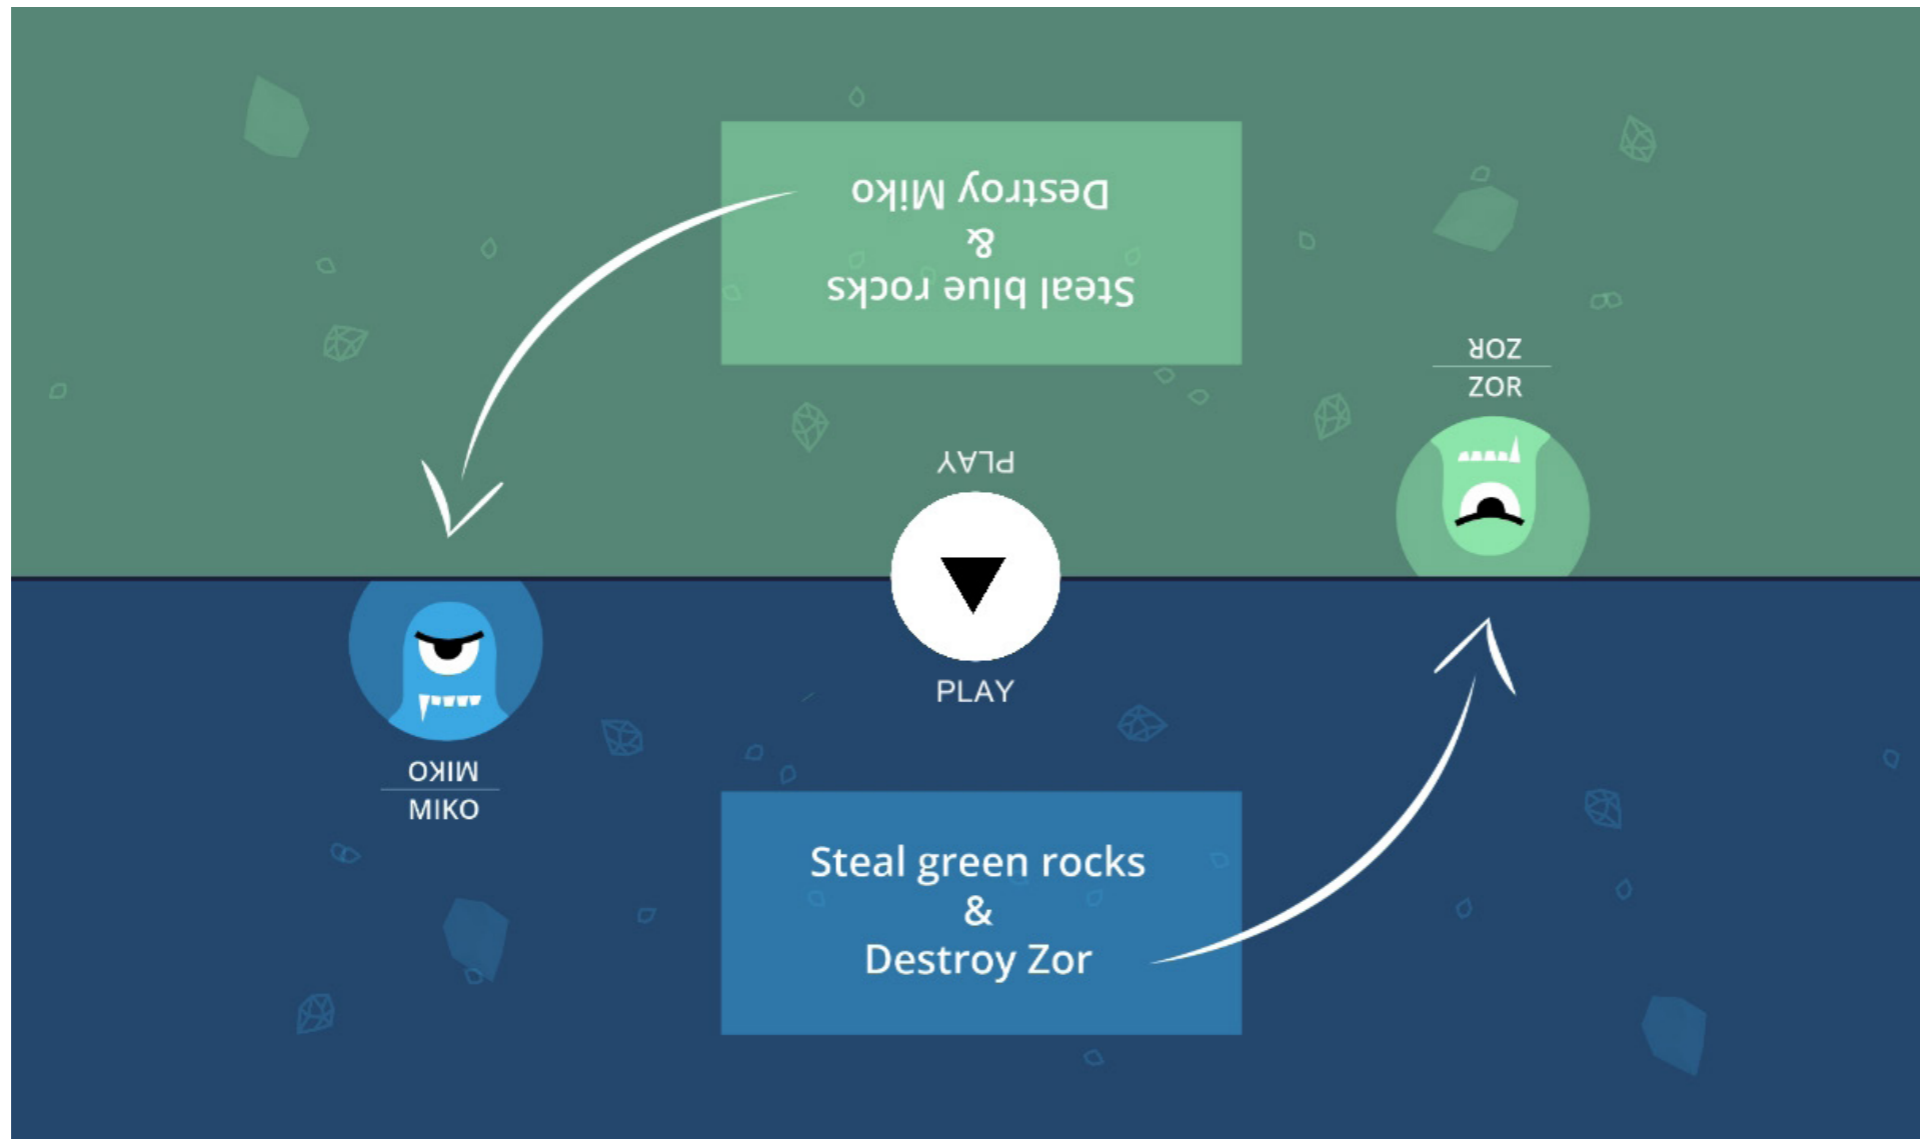 Steal blue rocks
&
Destroy Miko
ZOR
ZOR
PLAY
PLAY
MIKO
MIKO
Steal green rocks
&
Destroy Zor